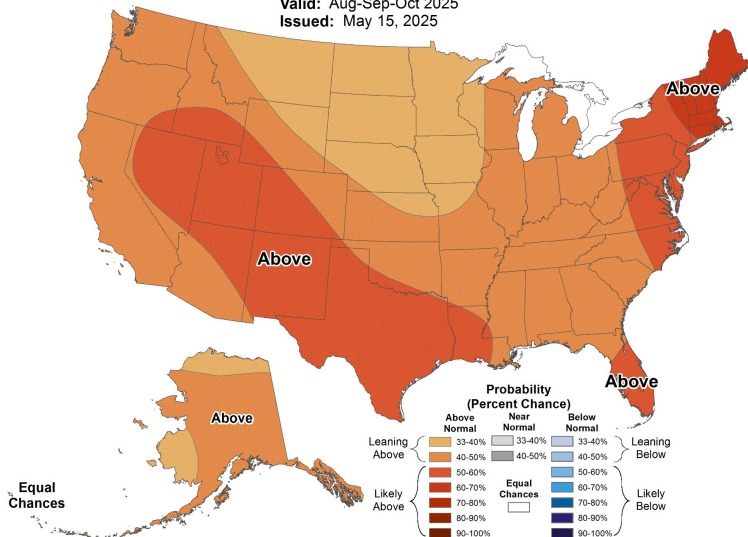 Valid: Aug-Sep-Oct 2025
Issued: May 15, 2025
Above
Above
Above
Above
Equal
Chances
Probability
(Percent Chance)
Above
Normal
Near
Normal
Below
Normal
Leaning
Above
33-40%
40-50%
33-40%
40-50%
33-40%
40-50%
Leaning
Below
Likely
Above
50-60%
60-70%
70-80%
80-90%
90-100%
Equal
Chances
50-60%
60-70%
70-80%
80-90%
90-100%
Likely
Below